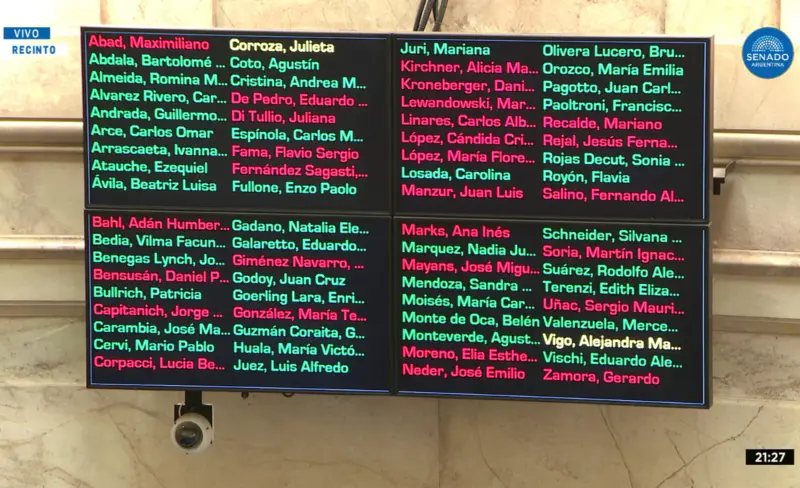 VIVO
RECINTO
SENADO
ARGENTINA
Abad, Maximiliano
Abdala, Bartolomé ...
Almeida, Romina M...
Alvarez Rivero, Car...
Andrada, Guillermo...
Arce, Carlos Omar
Arrascaeta, Ivanna...
Atauche, Ezequiel
Ávila, Beatriz Luisa
Corroza, Julieta
Coto, Agustín
Cristina, Andrea M...
De Pedro, Eduardo ...
Di Tullio, Juliana
Espínola, Carlos M...
Fama, Flavio Sergio
Fernández Sagasti,...
Fullone, Enzo Paolo
Juri, Mariana
Kirchner, Alicia Ma...
Kroneberger, Dani...
Lewandowski, Mar...
Linares, Carlos Alb...
López, Cándida Cri...
López, María Flore...
Losada, Carolina
Manzur, Juan Luis
Olivera Lucero, Bru...
Orozco, María Emilia
Pagotto, Juan Carl...
Paoltroni, Francisc...
Recalde, Mariano
Rejal, Jesús Ferna...
Rojas Decut, Sonia ...
Royón, Flavia
Salino, Fernando Al...
Bahl, Adán Humber...
Bedia, Vilma Facun...
Benegas Lynch, Jo...
Bensusán, Daniel P...
Bullrich, Patricia
Capitanich, Jorge ...
Carambia, José Ma...
Cervi, Mario Pablo
Corpacci, Lucia Be...
Gadano, Natalia Ele...
Galaretto, Eduardo...
Giménez Navarro, ...
Godoy, Juan Cruz
Goerling Lara, Enri...
González, María Te...
Guzmán Coraita, G...
Huala, María Victó...
Juez, Luis Alfredo
Marks, Ana Inés
Marquez, Nadia Ju...
Mayans, José Migu...
Mendoza, Sandra ...
Moisés, María Car...
Monte de Oca, Belén
Monteverde, Agust...
Moreno, Elia Esthe...
Neder, José Emilio
Schneider, Silvana ...
Soria, Martín Ignac...
Suárez, Rodolfo Ale...
Terenzi, Edith Eliza...
Uñac, Sergio Mauri...
Valenzuela, Merce...
Vigo, Alejandra Ma...
Vischi, Eduardo Ale...
Zamora, Gerardo
21:27